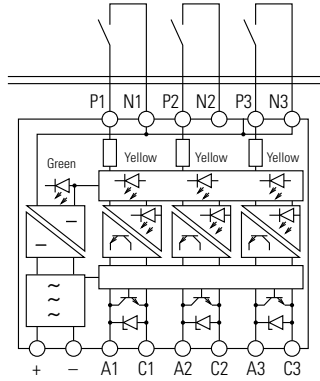 P1 N1 P2 N2 P3 N3
Green Yellow Yellow Yellow
+ − A1 C1 A2 C2 A3 C3